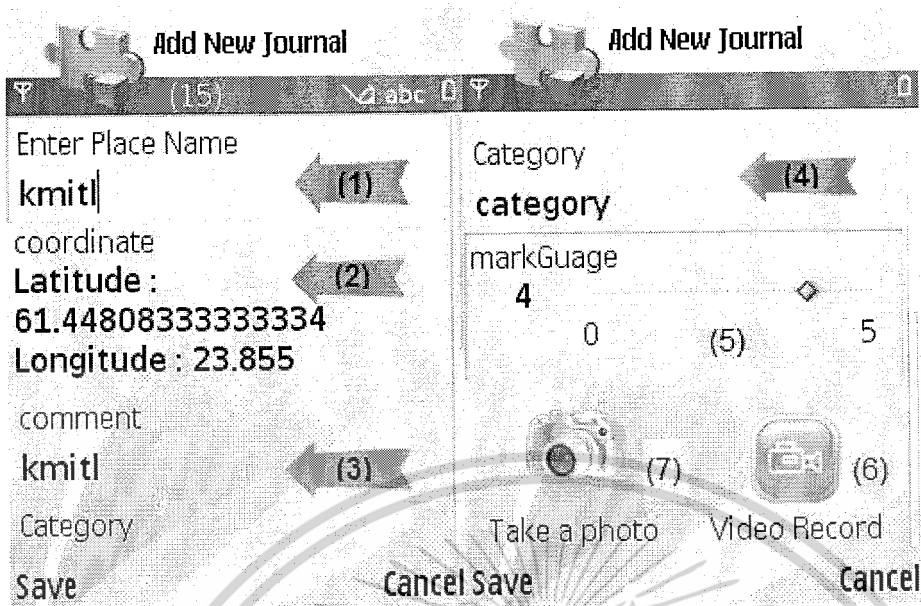 Add New Journal
(15) abc
Enter Place Name
kmitl
(1)
coordinate
Latitude :
(2)
61.44808333333334
Longitude : 23.855
comment
kmitl
(3)
Category
Save Cancel
Add New Journal
Category
(4)
category
markGuage
4
0 (5) 5
(7) (6)
Take a photo Video Record
Save Cancel